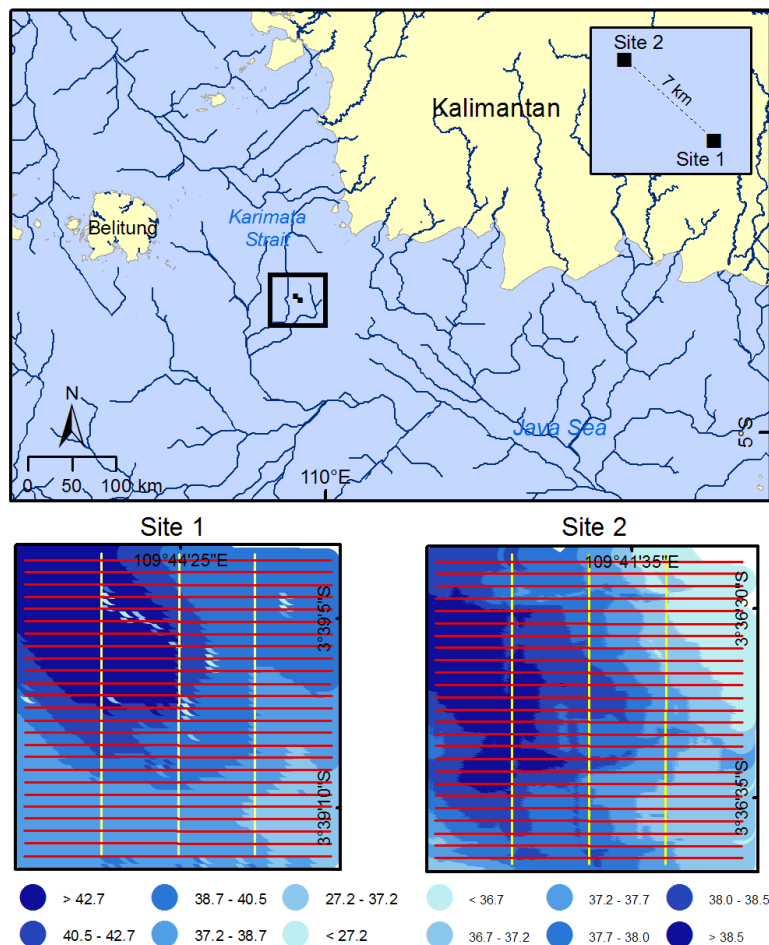 Site 2
7 km
Site 1
Kalimantan
Belitung
Karimata
Strait
N
0 50 100 km
Java Sea
5°S
110°E
Site 1
109°44'25"E
3°39'5"S
3°39'10"S
Site 2
109°41'35"E
3°36'30"S
3°36'35"S
> 42.7 38.7 - 40.5 27.2 - 37.2
40.5 - 42.7 37.2 - 38.7 < 27.2
< 36.7 37.2 - 37.7 38.0 - 38.5
36.7 - 37.2 37.7 - 38.0 > 38.5